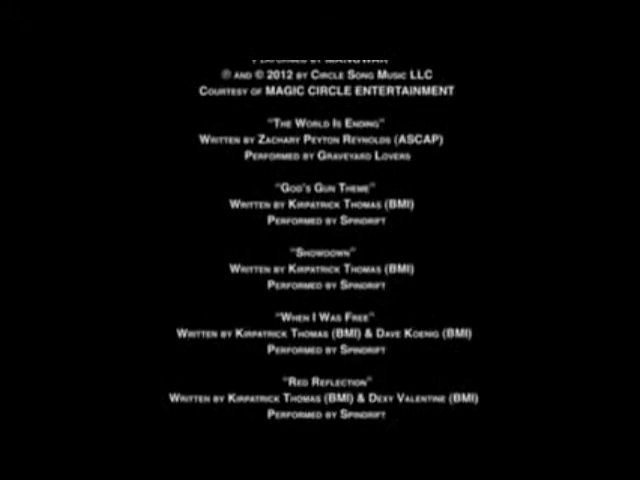 PERFORMED BY MANOWAR
℗ AND © 2012 BY CIRCLE SONG MUSIC LLC
COURTESY OF MAGIC CIRCLE ENTERTAINMENT
"THE WORLD IS ENDING"
WRITTEN BY ZACHARY PEYTON REYNOLDS (ASCAP)
PERFORMED BY GRAVEYARD LOVERS
"GOD'S GUN THEME"
WRITTEN BY KIRPATRICK THOMAS (BMI)
PERFORMED BY SPINDRIFT
"SHOWDOWN"
WRITTEN BY KIRPATRICK THOMAS (BMI)
PERFORMED BY SPINDRIFT
"WHEN I WAS FREE"
WRITTEN BY KIRPATRICK THOMAS (BMI) & DAVE KOENIG (BMI)
PERFORMED BY SPINDRIFT
"RED REFLECTION"
WRITTEN BY KIRPATRICK THOMAS (BMI) & DEXY VALENTINE (BMI)
PERFORMED BY SPINDRIFT